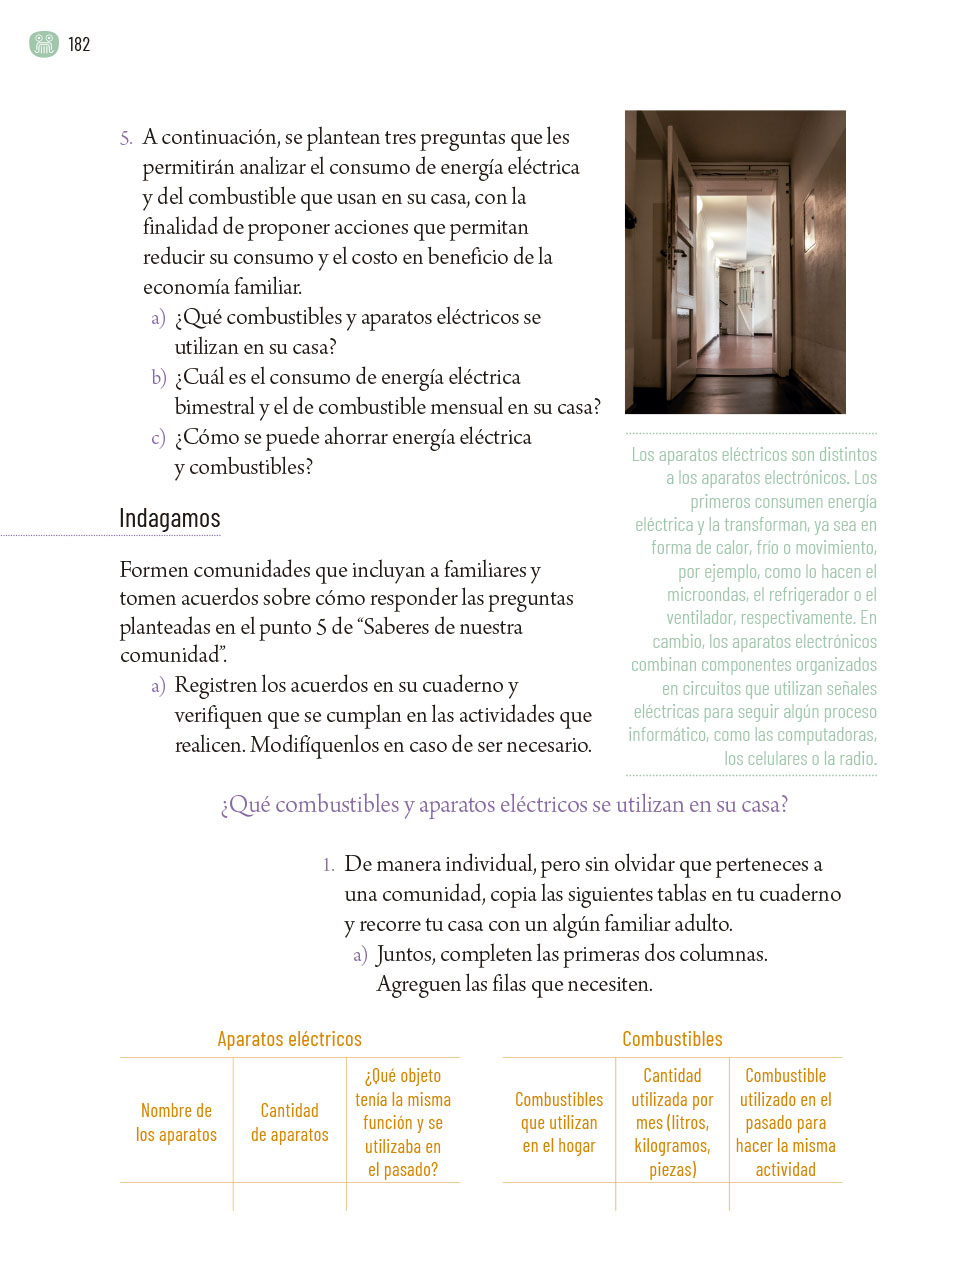 182
5. A continuación, se plantean tres preguntas que les
permitirán analizar el consumo de energía eléctrica
y del combustible que usan en su casa, con la
finalidad de proponer acciones que permitan
reducir su consumo y el costo en beneficio de la
economía familiar.
a) ¿Qué combustibles y aparatos eléctricos se
utilizan en su casa?
b) ¿Cuál es el consumo de energía eléctrica
bimestral y el de combustible mensual en su casa?
c) ¿Cómo se puede ahorrar energía eléctrica
y combustibles?
Los aparatos eléctricos son distintos
a los aparatos electrónicos. Los
primeros consumen energía
eléctrica y la transforman, ya sea en
forma de calor, frío o movimiento,
por ejemplo, como lo hacen el
microondas, el refrigerador o el
ventilador, respectivamente. En
cambio, los aparatos electrónicos
combinan componentes organizados
en circuitos que utilizan señales
eléctricas para seguir algún proceso
informático, como las computadoras,
los celulares o la radio.
Indagamos
Formen comunidades que incluyan a familiares y
tomen acuerdos sobre cómo responder las preguntas
planteadas en el punto 5 de “Saberes de nuestra
comunidad”.
a) Registren los acuerdos en su cuaderno y
verifiquen que se cumplan en las actividades que
realicen. Modifíquenlos en caso de ser necesario.
¿Qué combustibles y aparatos eléctricos se utilizan en su casa?
1. De manera individual, pero sin olvidar que perteneces a
una comunidad, copia las siguientes tablas en tu cuaderno
y recorre tu casa con un algún familiar adulto.
a) Juntos, completen las primeras dos columnas.
Agreguen las filas que necesiten.
Aparatos eléctricos
Nombre de
los aparatos
Cantidad
de aparatos
¿Qué objeto
tenía la misma
función y se
utilizaba en
el pasado?
Combustibles
Combustibles
que utilizan
en el hogar
Cantidad
utilizada por
mes (litros,
kilogramos,
piezas)
Combustible
utilizado en el
pasado para
hacer la misma
actividad